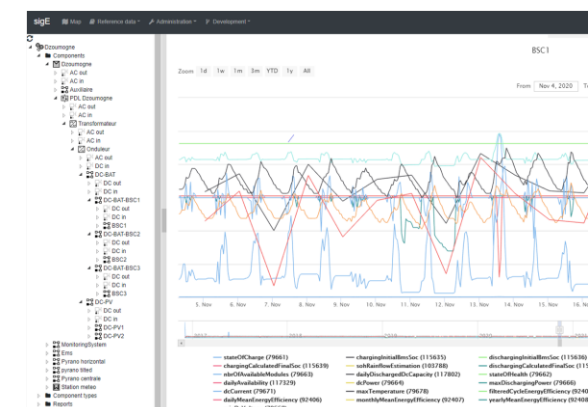 sigE Map Reference data Administration Development
Dzoumogne
Components
Dzoumogne
AC out
AC in
Auxiliaire
PDL Dzoumogne
AC out
AC in
Transformateur
AC out
AC in
Onduleur
AC out
DC in
DC-BAT
DC out
DC in
DC-BAT-BSC1
DC out
DC in
BSC1
DC-BAT-BSC2
DC out
DC in
BSC2
DC-BAT-BSC3
DC out
DC in
BSC3
DC-PV
DC out
DC in
DC-PV1
DC-PV2
MonitoringSystem
Ems
Pyrano horizontal
pyrano tilted
Pyrano centrale
Station meteo
Component types
Reports
BSC1
Zoom 1d 1w 1m 3m YTD 1y All
From Nov 4, 2020
5. Nov 6. Nov 7. Nov 8. Nov 9. Nov 10. Nov 11. Nov 12. Nov 13. Nov 14. Nov 15. Nov 16.
2017 2018 2019 2020
stateOfCharge (79661) chargingInitialBmsSoc (115635) dischargingInitialBmsSoc (115636)
chargingCalculatedFinalSoc (115639) sohRainflowEstimation (103788)
nbrOfAvailableModules (79663) dailyDischargedDcCapacity (117802) stateOfHealth (79662)
dailyAvailability (117329) dcPower (79664) maxDischargingPower (79666)
dcCurrent (79671) maxTemperature (79678)
dailyMeanEnergyEfficiency (92406) monthlyMeanEnergyEfficiency (92407)